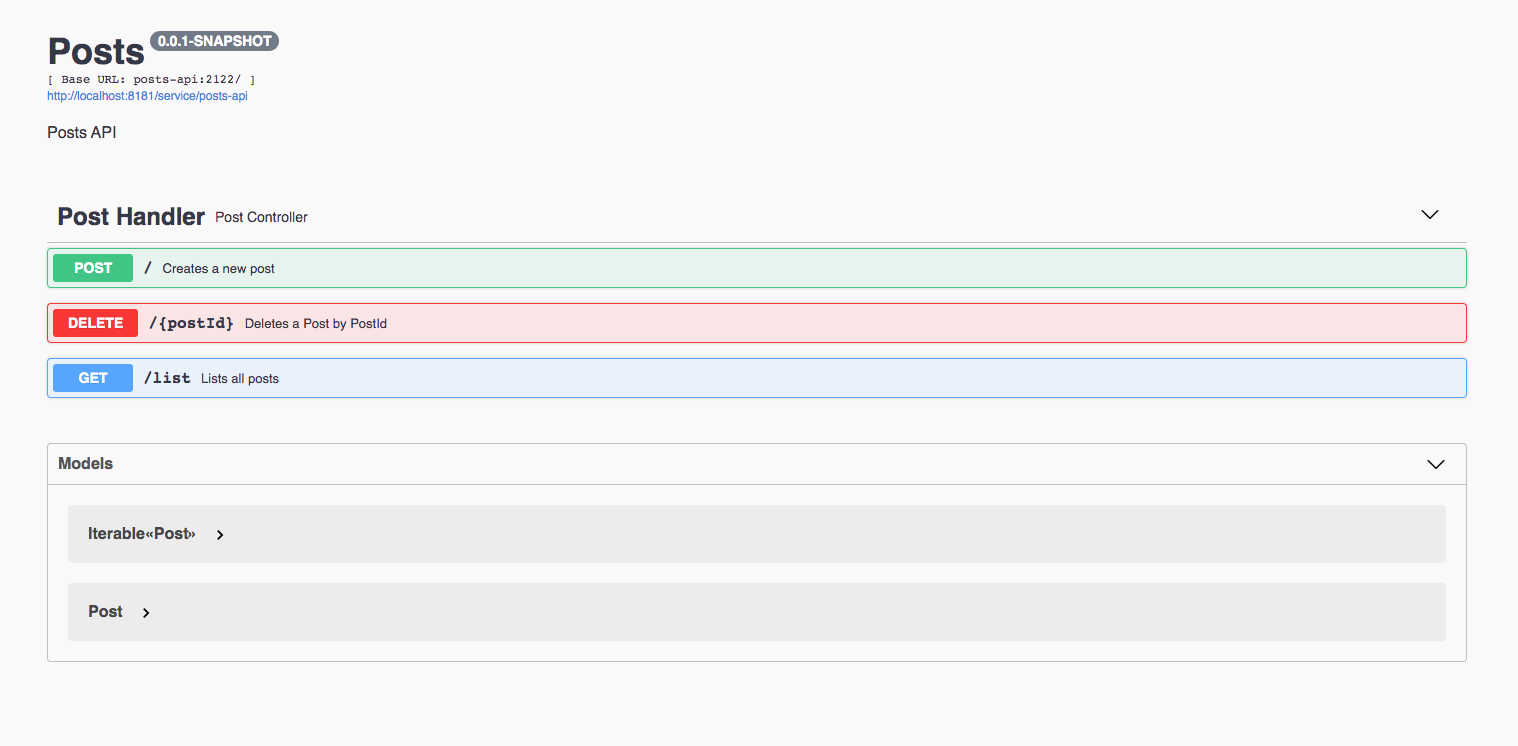 Posts 0.0.1-SNAPSHOT
[ Base URL: posts-api:2122/ ]
http://localhost:8181/service/posts-api
Posts API
Post Handler Post Controller
POST / Creates a new post
DELETE /{postId} Deletes a Post by PostId
GET /list Lists all posts
Models
Iterable«Post»
Post